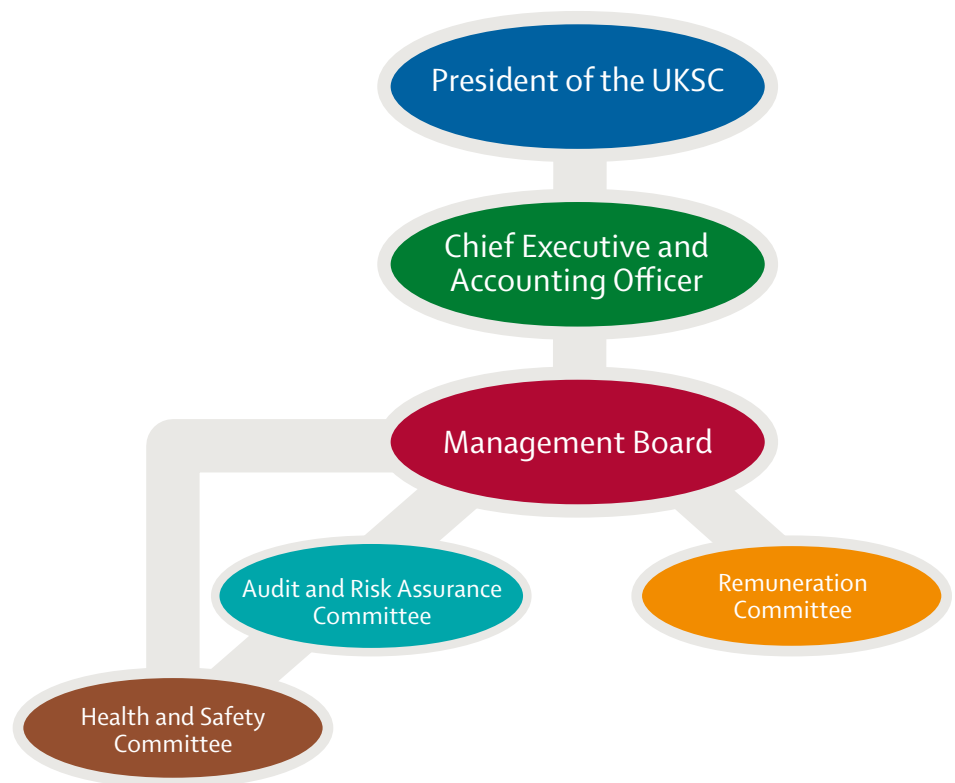 President of the UKSC
Chief Executive and
Accounting Officer
Management Board
Audit and Risk Assurance
Committee
Remuneration
Committee
Health and Safety
Committee